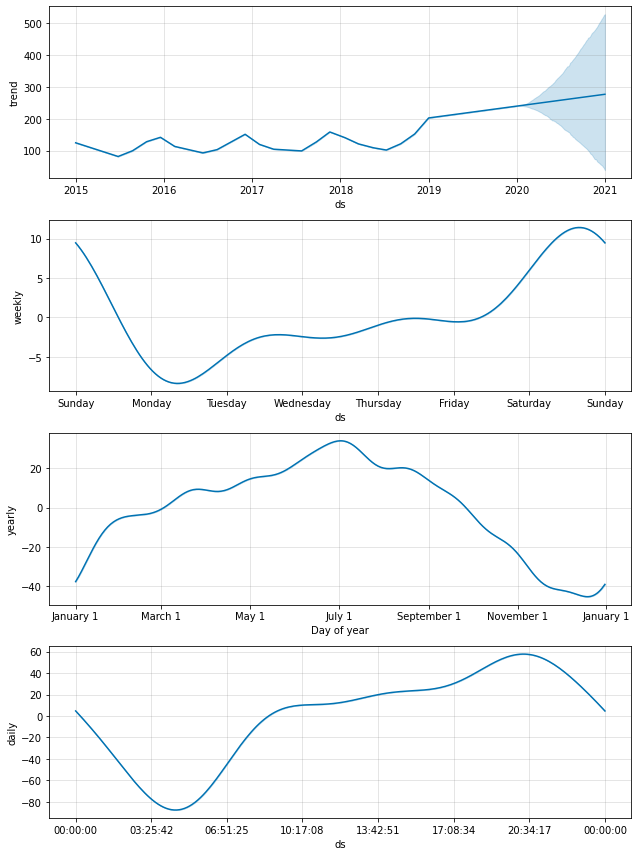 500
400
300
200
100
trend
2015 2016 2017 2018 2019 2020 2021
ds
10
5
0
−5
weekly
Sunday Monday Tuesday Wednesday Thursday Friday Saturday Sunday
ds
20
0
−20
−40
yearly
January 1 March 1 May 1 July 1 September 1 November 1 January 1
Day of year
60
40
20
0
−20
−40
−60
−80
daily
00:00:00 03:25:42 06:51:25 10:17:08 13:42:51 17:08:34 20:34:17 00:00:00
ds